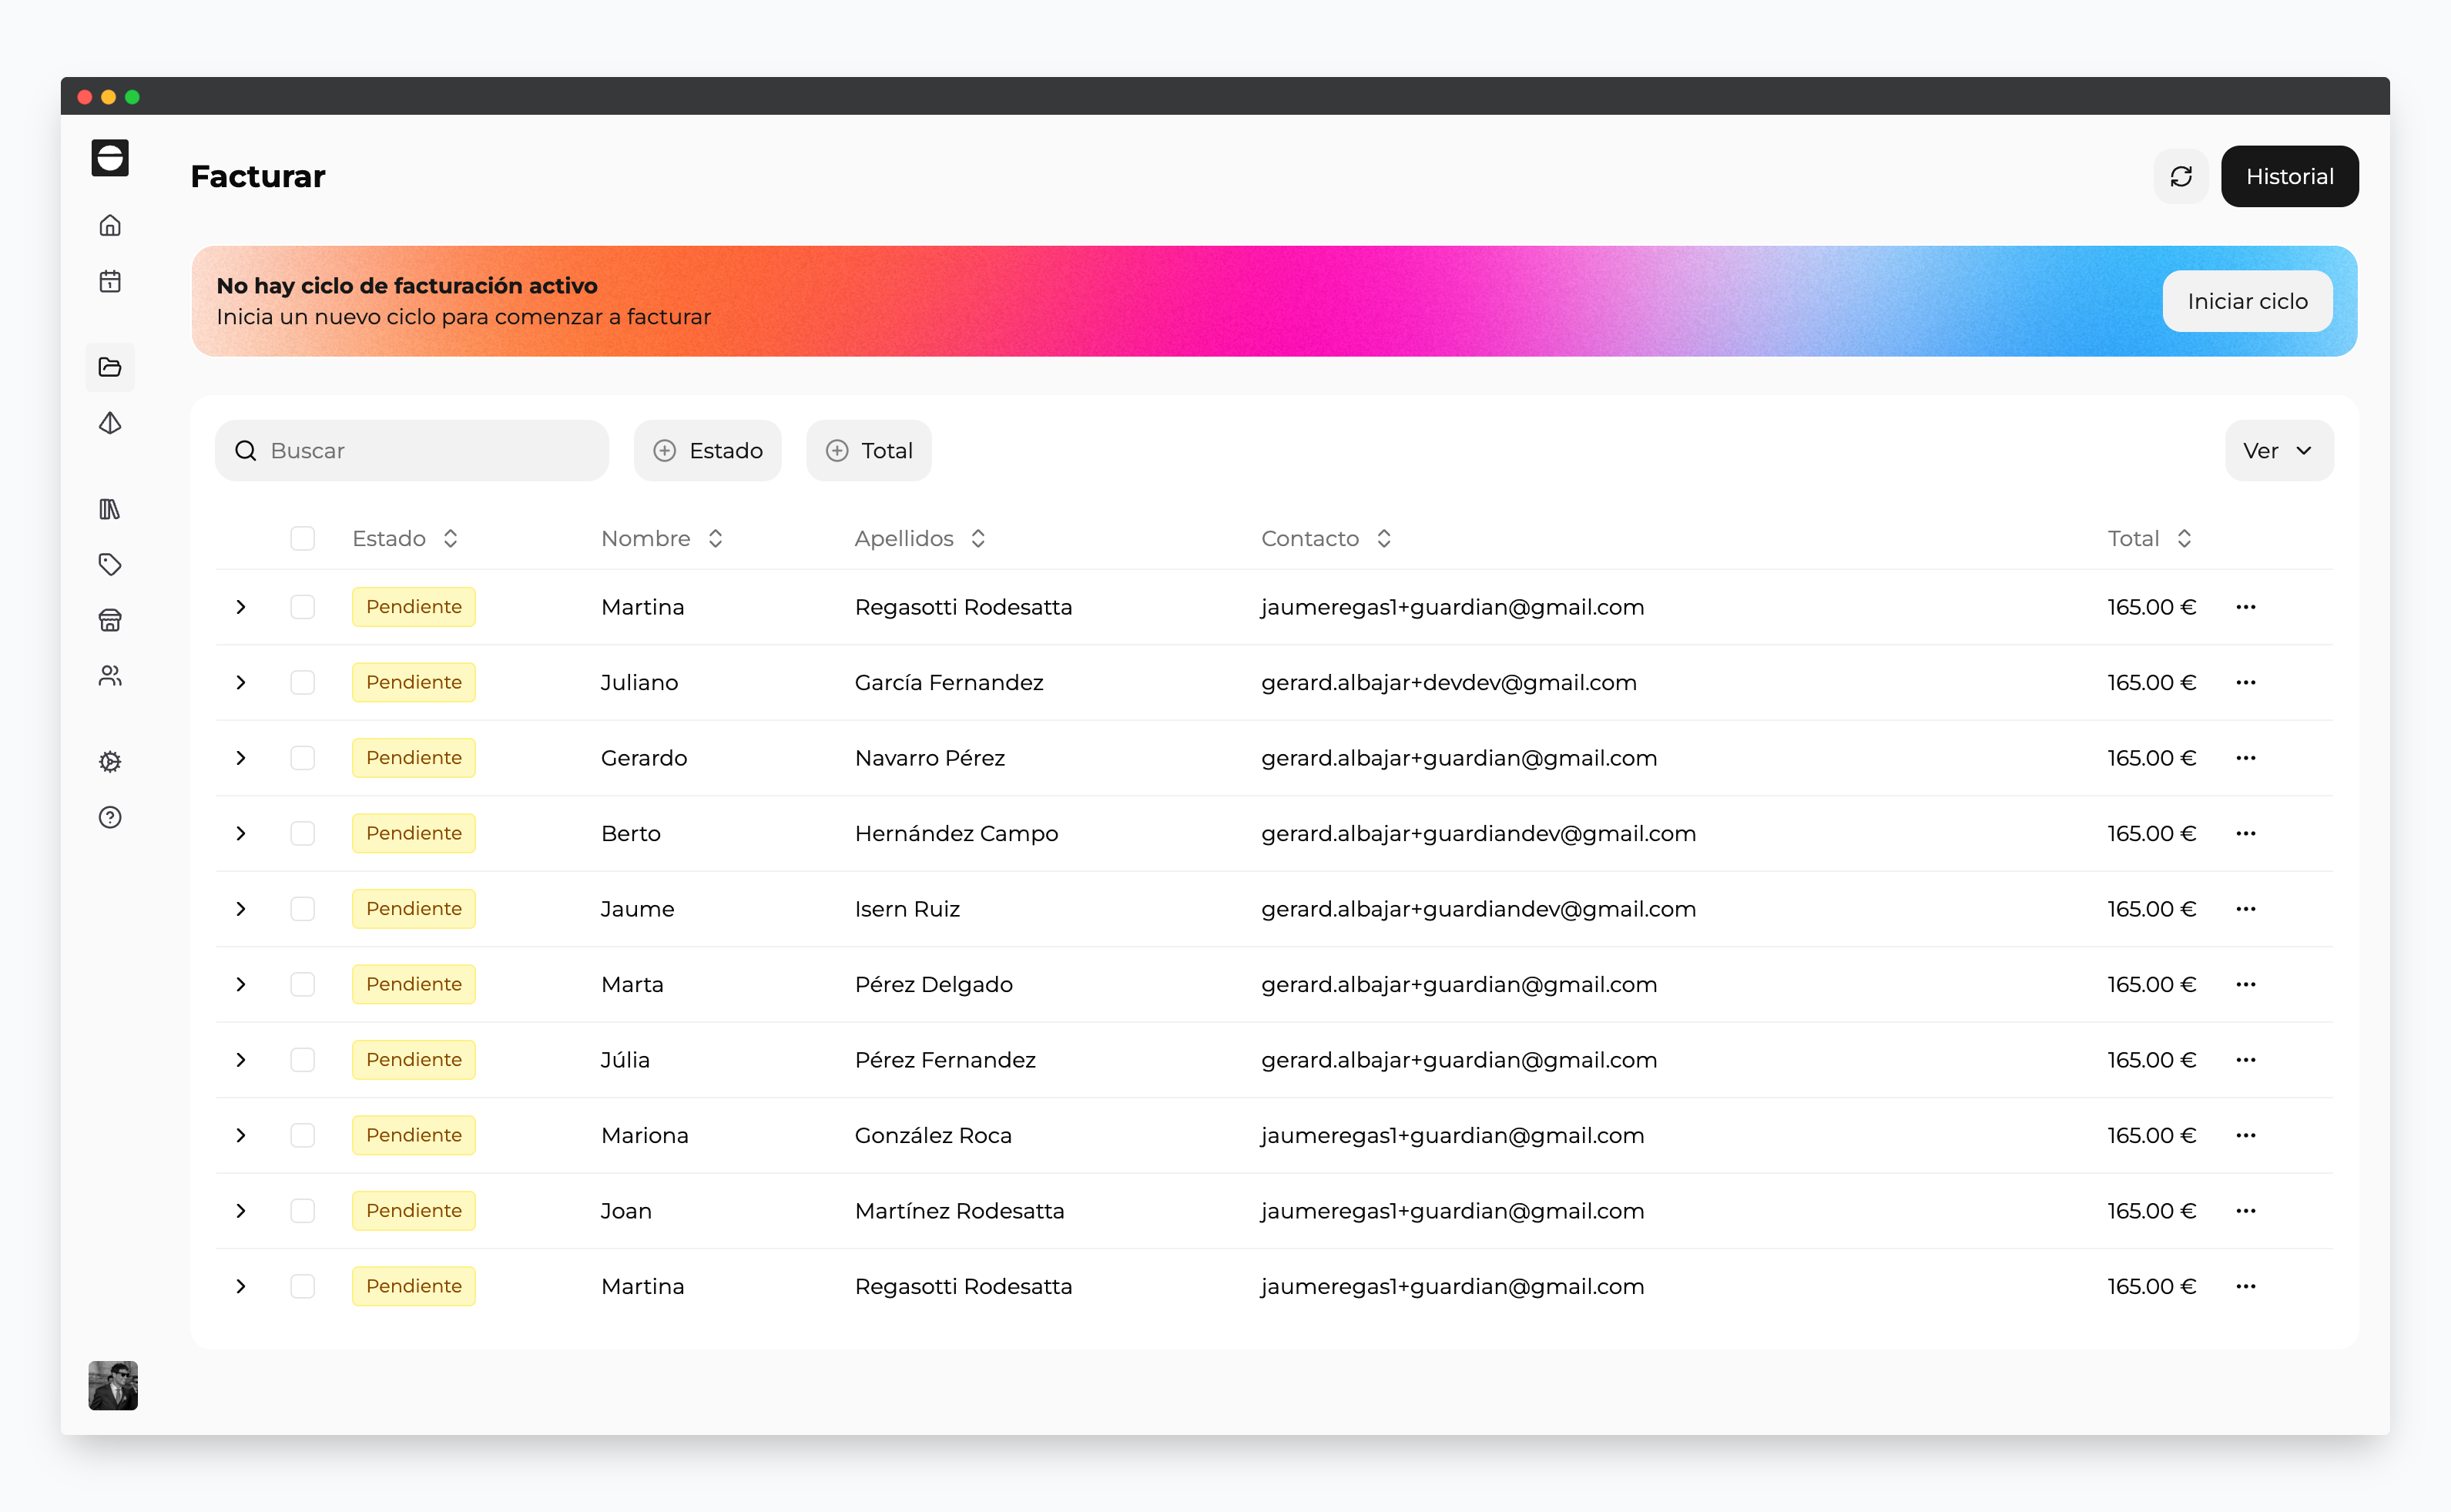 Facturar
Historial
No hay ciclo de facturación activo
Inicia un nuevo ciclo para comenzar a facturar
Iniciar ciclo
Buscar Estado Total Ver
Estado Nombre Apellidos Contacto Total
Pendiente Martina Regasotti Rodesatta jaumeregas1+guardian@gmail.com 165.00 €
Pendiente Juliano García Fernandez gerard.albajar+devdev@gmail.com 165.00 €
Pendiente Gerardo Navarro Pérez gerard.albajar+guardian@gmail.com 165.00 €
Pendiente Berto Hernández Campo gerard.albajar+guardiandev@gmail.com 165.00 €
Pendiente Jaume Isern Ruiz gerard.albajar+guardiandev@gmail.com 165.00 €
Pendiente Marta Pérez Delgado gerard.albajar+guardian@gmail.com 165.00 €
Pendiente Júlia Pérez Fernandez gerard.albajar+guardian@gmail.com 165.00 €
Pendiente Mariona González Roca jaumeregas1+guardian@gmail.com 165.00 €
Pendiente Joan Martínez Rodesatta jaumeregas1+guardian@gmail.com 165.00 €
Pendiente Martina Regasotti Rodesatta jaumeregas1+guardian@gmail.com 165.00 €